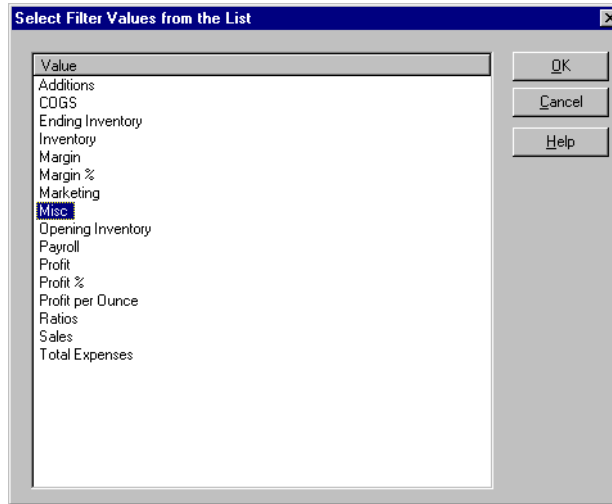 Select Filter Values from the List
Value
Additions
COGS
Ending Inventory
Inventory
Margin
Margin %
Marketing
Misc
Opening Inventory
Payroll
Profit
Profit %
Profit per Ounce
Ratios
Sales
Total Expenses
OK
Cancel
Help